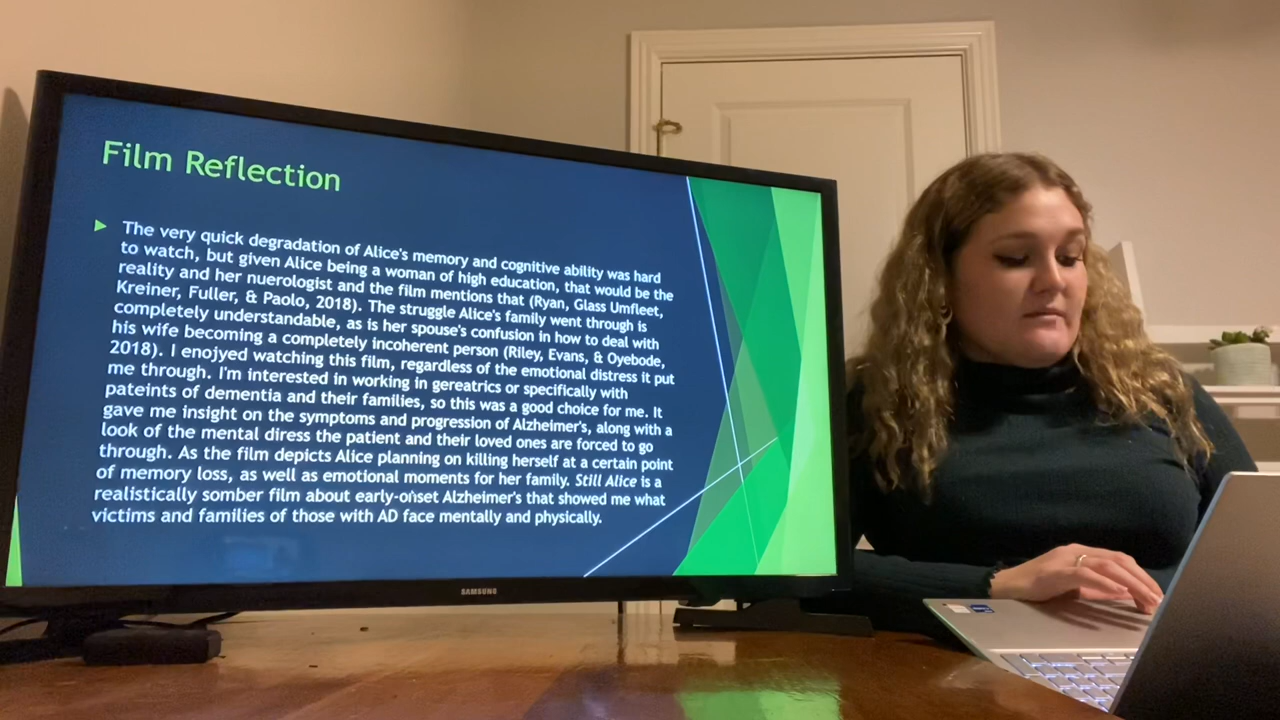 Film Reflection
The very quick degradation of Alice's memory and cognitive ability was hard
to watch, but given Alice being a woman of high education, that would be the
reality and her nuerologist and the film mentions that (Ryan, Glass Umfleet,
Kreiner, Fuller, & Paolo, 2018). The struggle Alice's family went through is
completely understandable, as is her spouse's confusion in how to deal with
his wife becoming a completely incoherent person (Riley, Evans, & Oyebode,
2018). I enojyed watching this film, regardless of the emotional distress it put
me through. I'm interested in working in gereatrics or specifically with
pateints of dementia and their families, so this was a good choice for me. It
gave me insight on the symptoms and progression of Alzheimer's, along with a
look of the mental diress the patient and their loved ones are forced to go
through. As the film depicts Alice planning on killing herself at a certain point
of memory loss, as well as emotional moments for her family. Still Alice is a
realistically somber film about early-onset Alzheimer's that showed me what
victims and families of those with AD face mentally and physically.
SAMSUNG